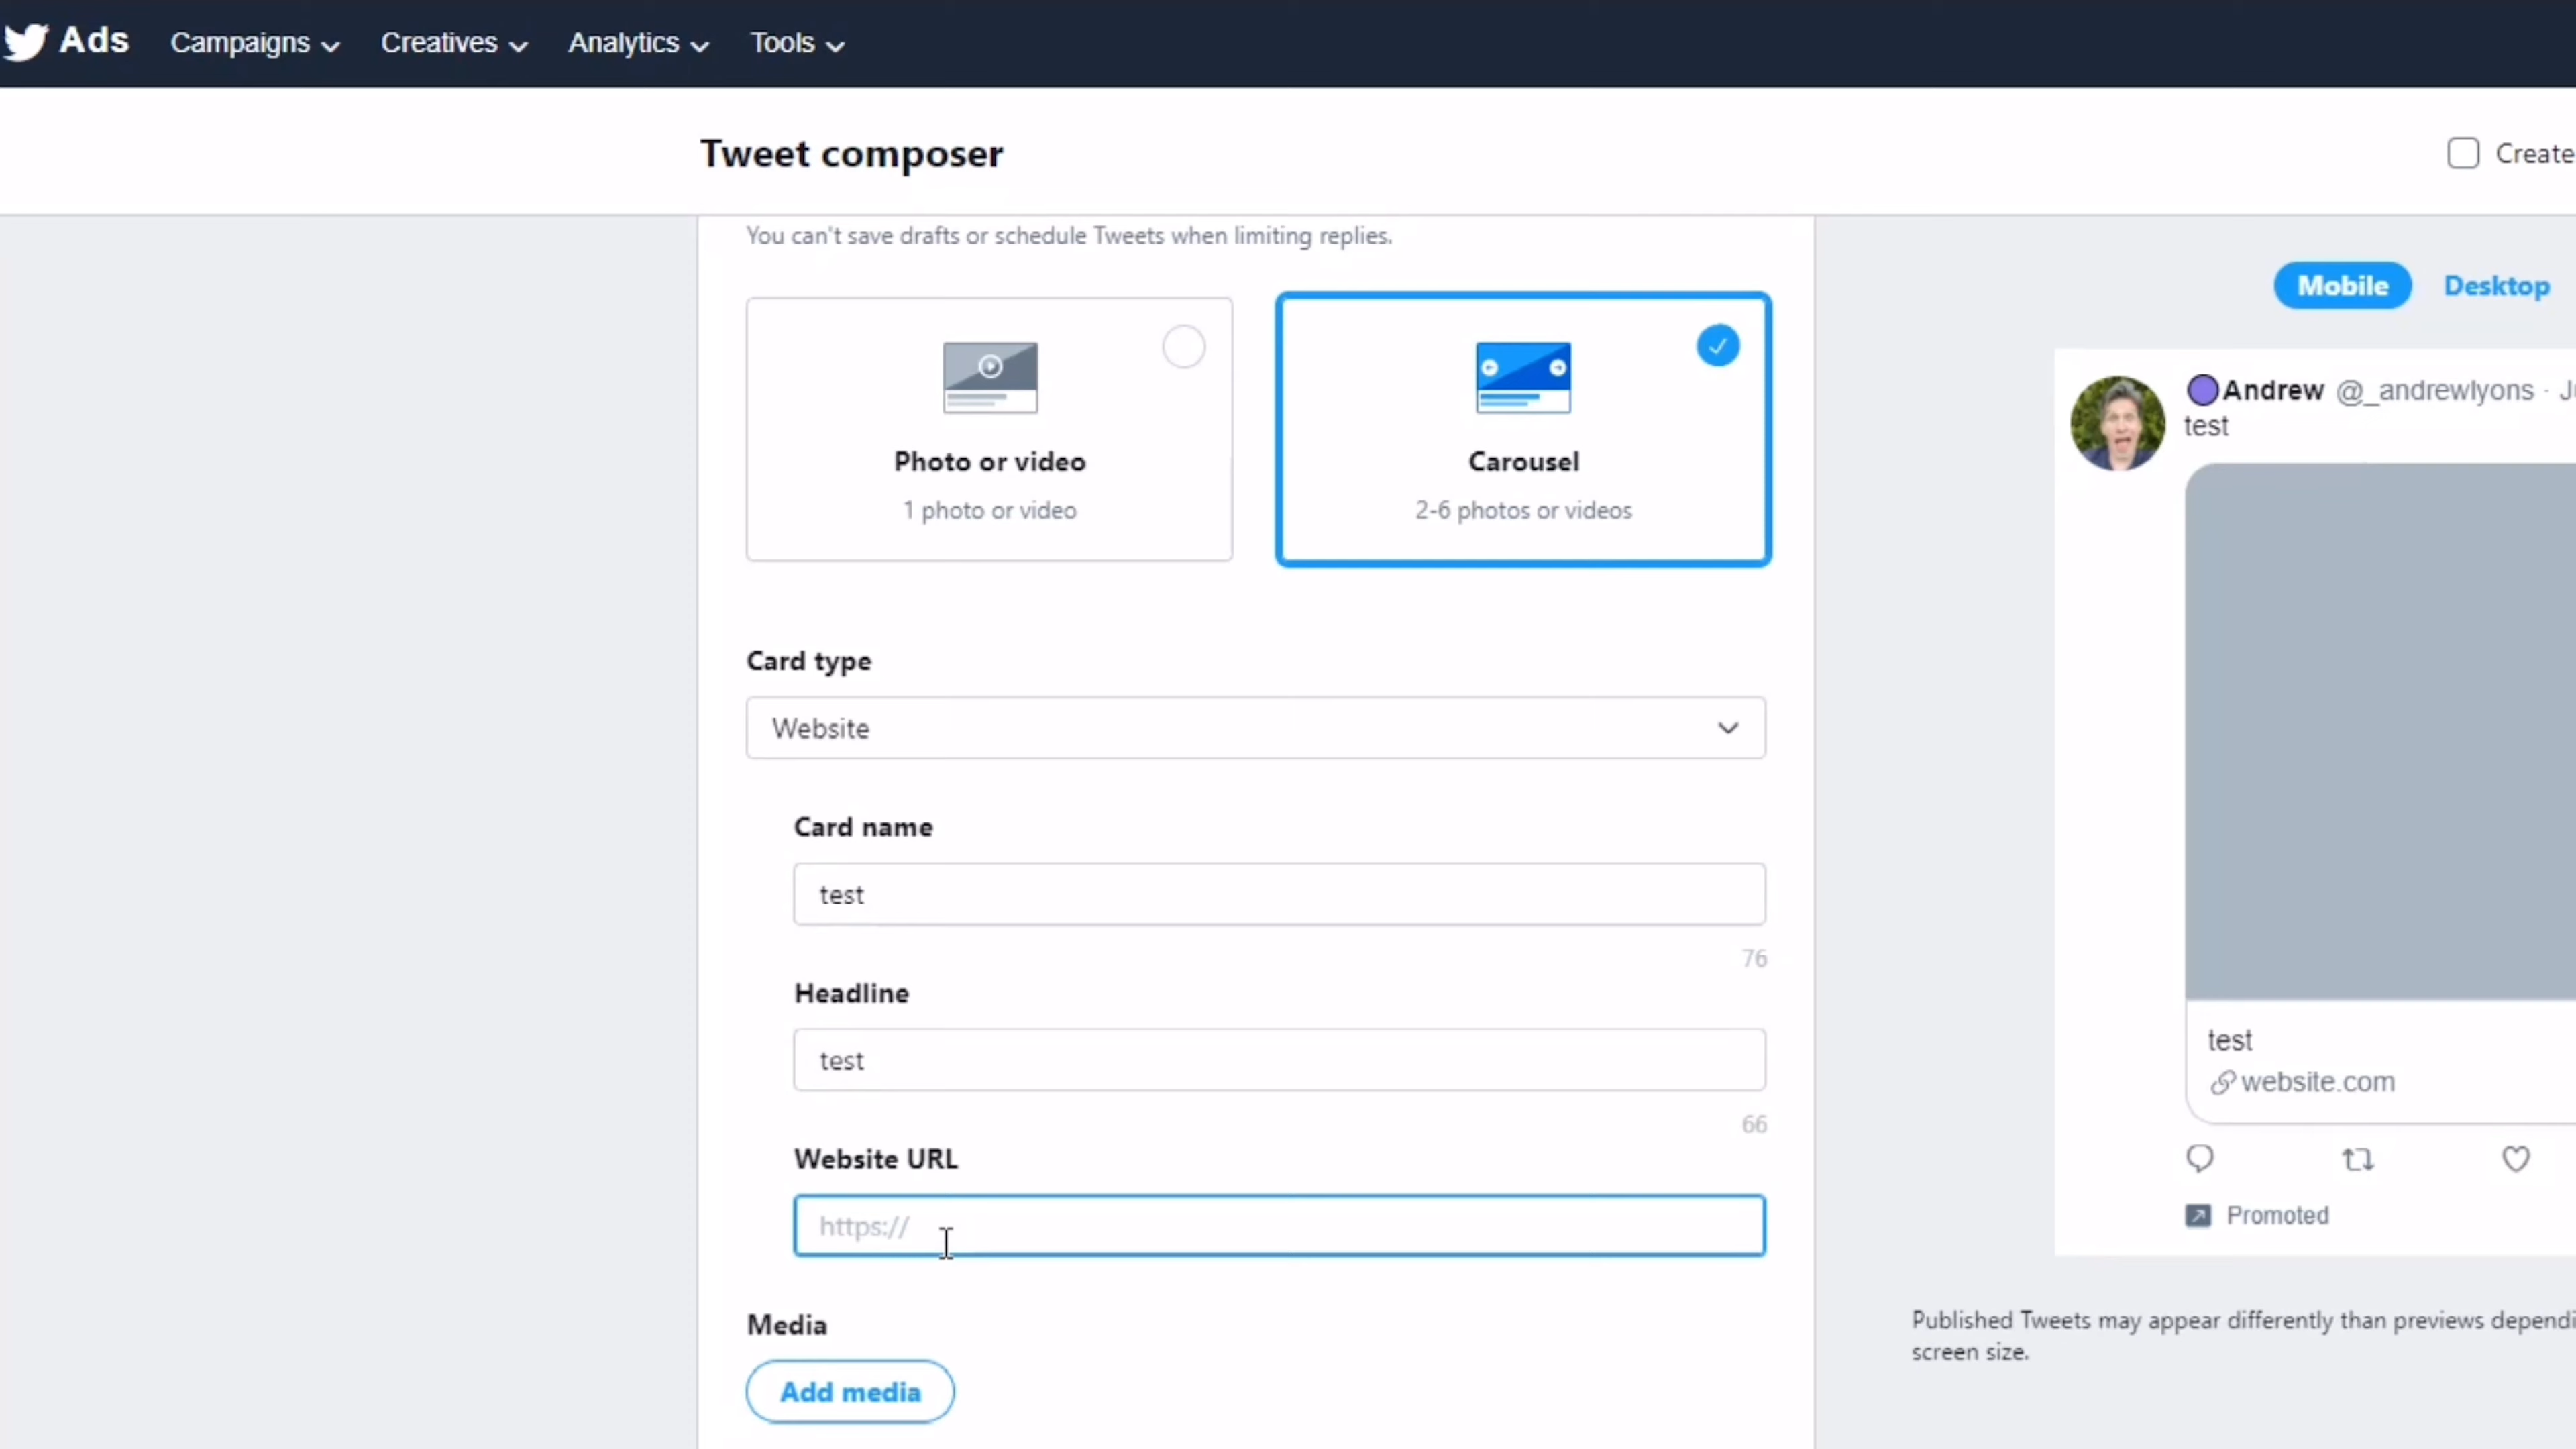 Ads Campaigns Creatives Analytics Tools
Tweet composer
Create
You can't save drafts or schedule Tweets when limiting replies.
Photo or video
1 photo or video
Carousel
2-6 photos or videos
Card type
Website
Card name
test
76
Headline
test
66
Website URL
https://
Media
Add media
Mobile Desktop
Andrew @_andrewlyons ·
test
test
website.com
Promoted
Published Tweets may appear differently than previews dependi
screen size.